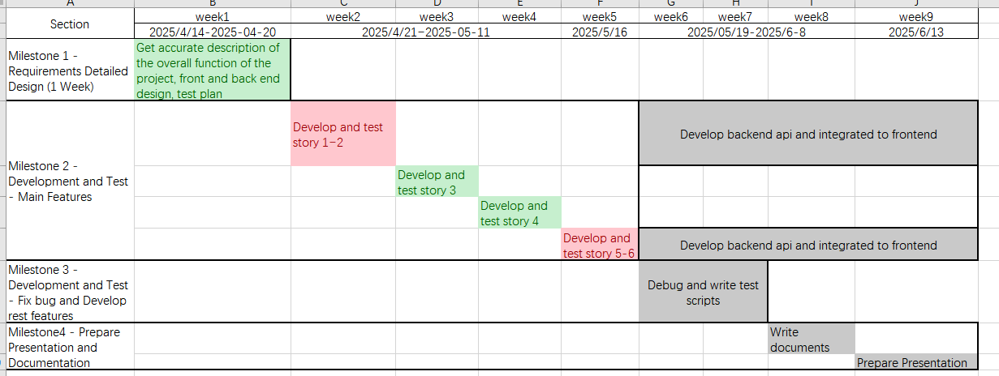 A B C D E F G H I J
Section
week1 week2 week3 week4 week5 week6 week7 week8 week9
2025/4/14-2025-04-20 2025/4/21-2025-05-11 2025/5/16 2025/05/19-2025/6-8 2025/6/13
Milestone 1 -
Requirements Detailed
Design (1 Week)
Get accurate description of
the overall function of the
project, front and back end
design, test plan
Milestone 2 -
Development and Test
- Main Features
Develop and test
story 1-2
Develop backend api and integrated to frontend
Develop and
test story 3
Develop and
test story 4
Develop and
test story 5-6
Develop backend api and integrated to frontend
Milestone 3 -
Development and Test
- Fix bug and Develop
rest features
Debug and write test
scripts
Milestone4 - Prepare
Presentation and
Documentation
Write
documents
Prepare Presentation